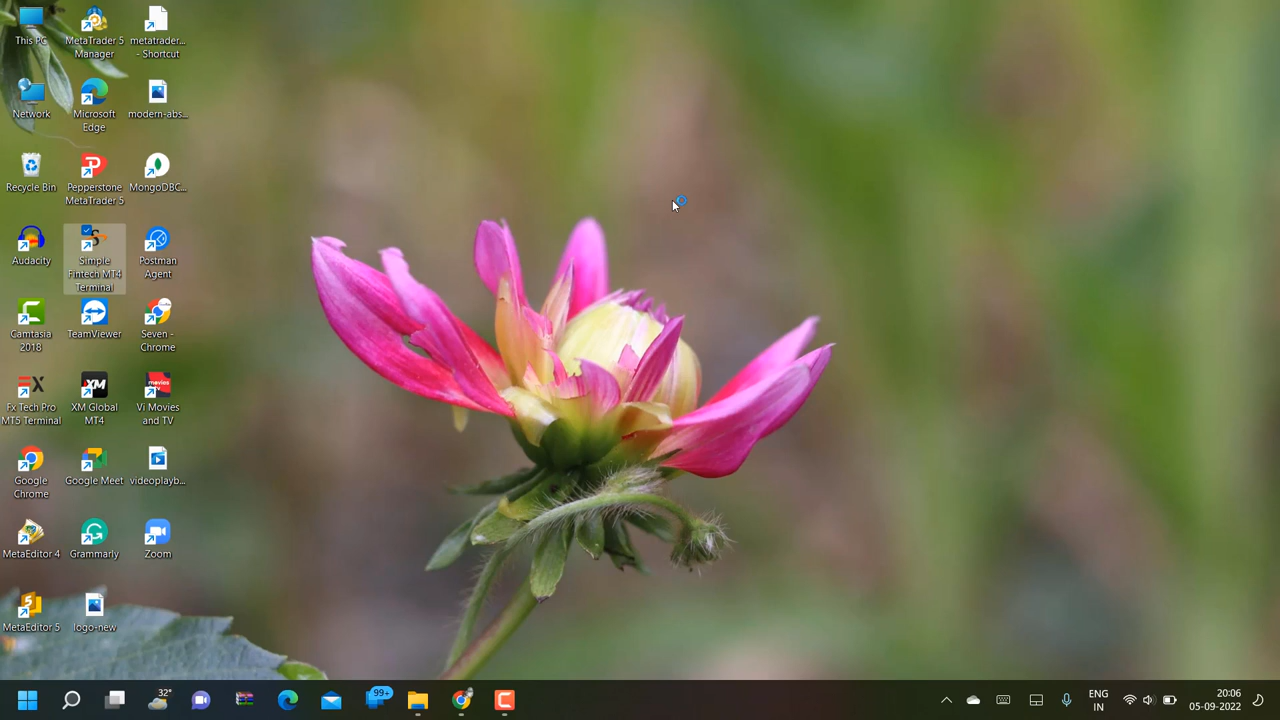 This PC
MetaTrader 5
Manager
metatrader...
- Shortcut
Network
Microsoft
Edge
modern-abs...
Recycle Bin
Pepperstone
MetaTrader 5
MongoDBC...
Audacity
Simple
Fintech MT4
Terminal
Postman
Agent
Camtasia
2018
TeamViewer
Seven -
Chrome
Fx Tech Pro
MT5 Terminal
XM
XM Global
MT4
movies
TV
Vi Movies
and TV
Google
Chrome
Google Meet
videoplayb...
MetaEditor 4
Grammarly
Zoom
MetaEditor 5
logo-new
32°
99+
ENG
IN
20:06
05-09-2022